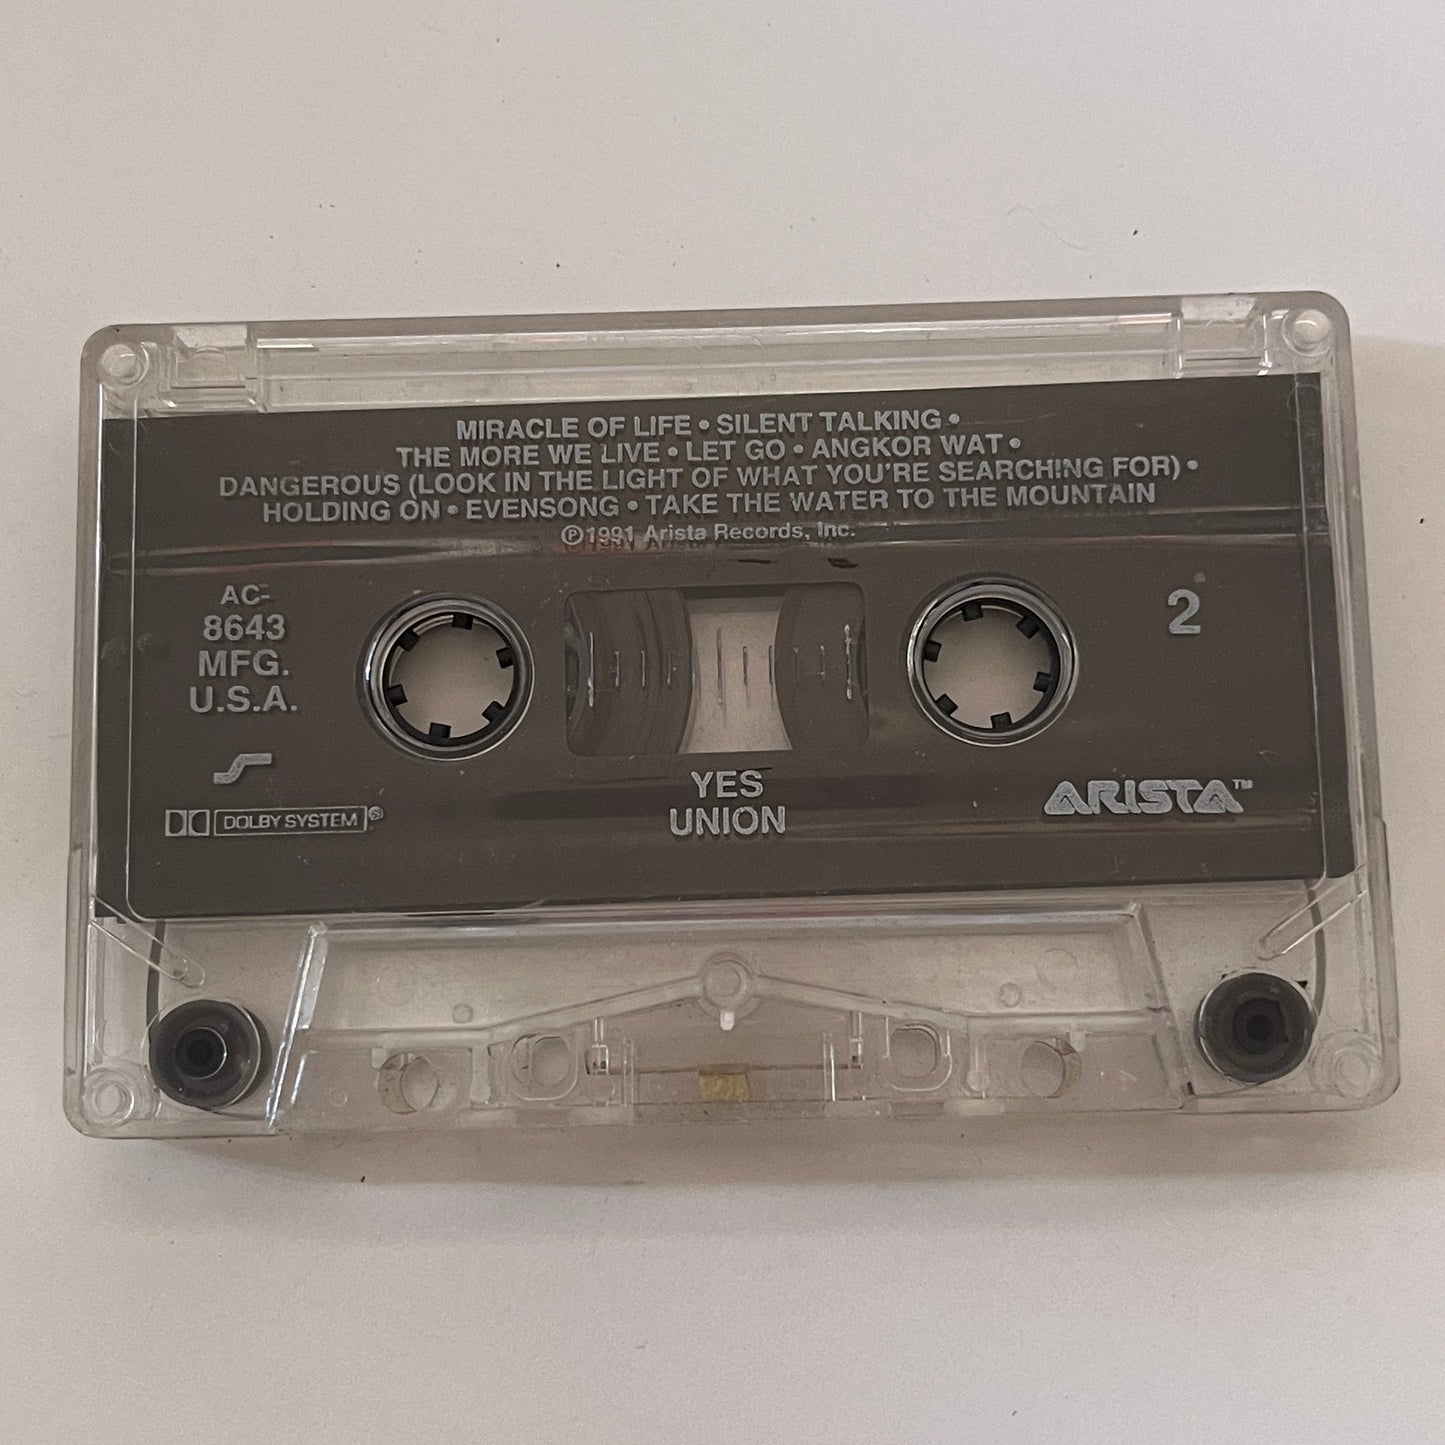 MIRACLE OF LIFE • SILENT TALKING •
THE MORE WE LIVE • LET GO • ANGKOR WAT •
DANGEROUS (LOOK IN THE LIGHT OF WHAT YOU'RE SEARCHING FOR) •
HOLDING ON • EVENSONG • TAKE THE WATER TO THE MOUNTAIN
℗1991 Arista Records, Inc.
AC-
8643
MFG.
U.S.A.
2
DOLBY SYSTEM®
YES
UNION
ARISTA™